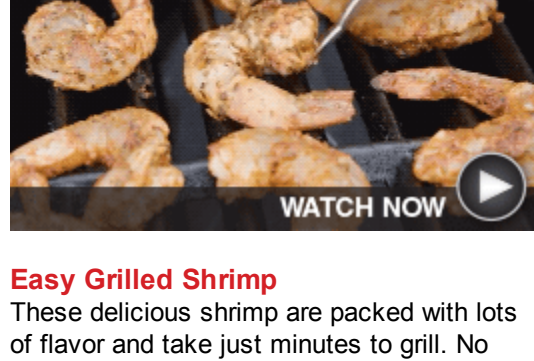 WATCH NOW
Easy Grilled Shrimp
These delicious shrimp are packed with lots
of flavor and take just minutes to grill. No